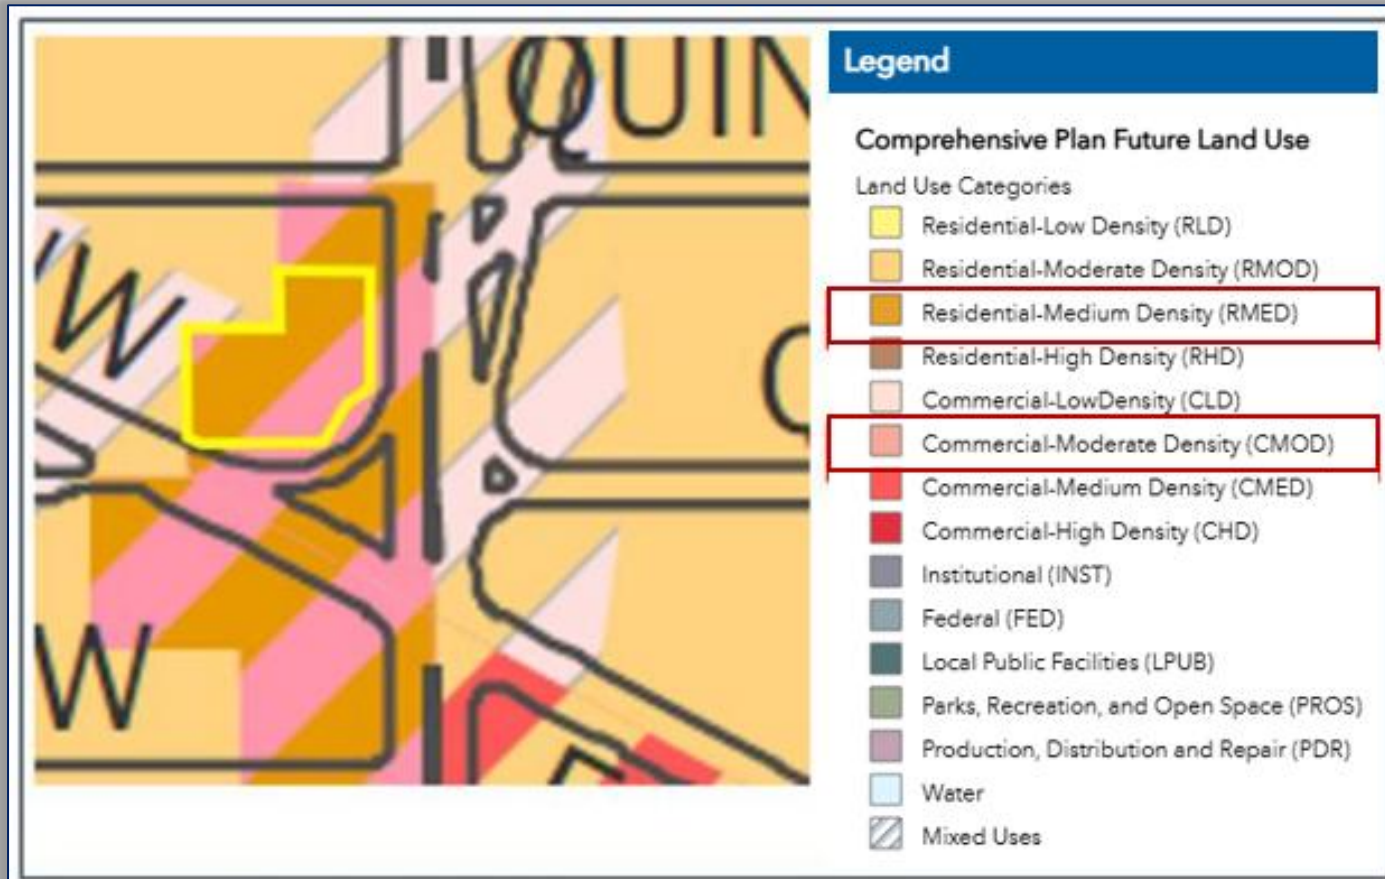 QUIN
W
W
Legend
Comprehensive Plan Future Land Use
Land Use Categories
Residential-Low Density (RLD)
Residential-Moderate Density (RMOD)
Residential-Medium Density (RMED)
Residential-High Density (RHD)
Commercial-LowDensity (CLD)
Commercial-Moderate Density (CMOD)
Commercial-Medium Density (CMED)
Commercial-High Density (CHD)
Institutional (INST)
Federal (FED)
Local Public Facilities (LPUB)
Parks, Recreation, and Open Space (PROS)
Production, Distribution and Repair (PDR)
Water
Mixed Uses